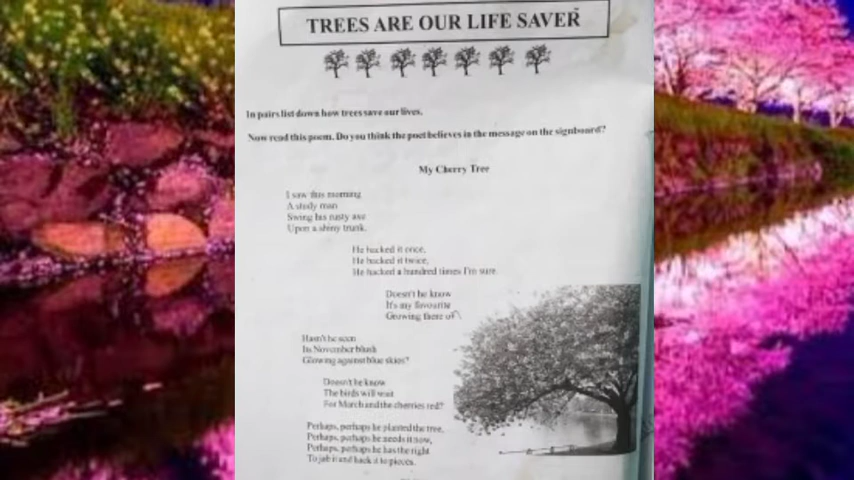 TREES ARE OUR LIFE SAVER
In pairs list down how trees save our lives.
Now read this poem. Do you think the poet believes in the message on the signboard?
My Cherry Tree
I saw this morning
A study man
Swing his rusty axe
Upon a shiny trunk.
He hacked it once,
He hacked it twice,
He hacked a hundred times I'm sure.
Doesn't he know
It's my favourite
Growing there of
Hasn't he seen
Its November blush
Glowing against blue skies?
Doesn't he know
The birds will wait
For March and the cherries red?
Perhaps, perhaps he planted the tree,
Perhaps, perhaps he needs it now,
Perhaps, perhaps he has the right
To jab it and hack it to pieces.